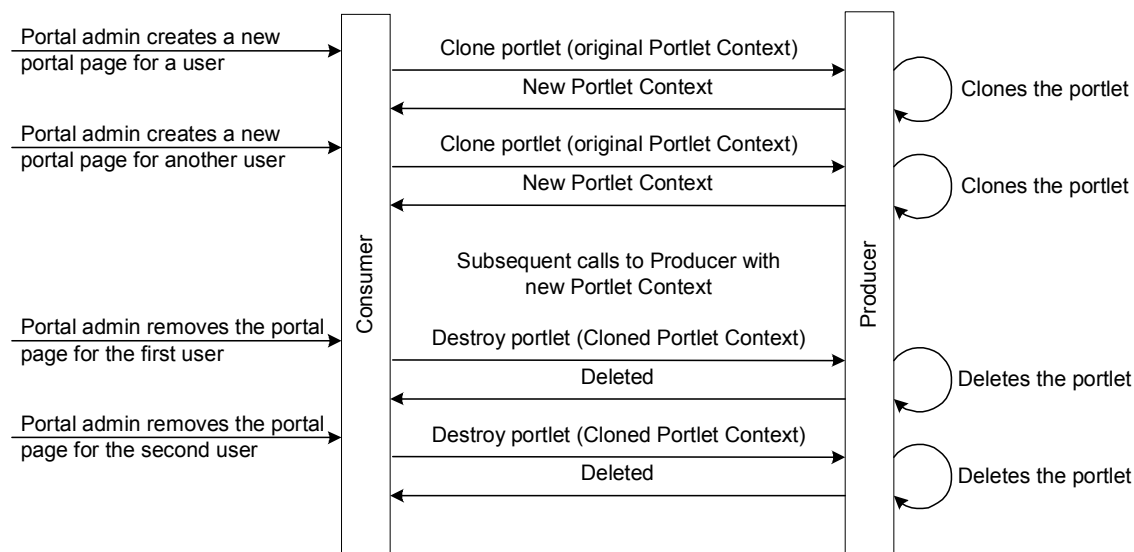 Portal admin creates a new
portal page for a user
Clone portlet (original Portlet Context)
New Portlet Context
Clones the portlet
Portal admin creates a new
portal page for another user
Clone portlet (original Portlet Context)
New Portlet Context
Clones the portlet
Consumer
Subsequent calls to Producer with
new Portlet Context
Producer
Portal admin removes the portal
page for the first user
Destroy portlet (Cloned Portlet Context)
Deleted
Deletes the portlet
Portal admin removes the portal
page for the second user
Destroy portlet (Cloned Portlet Context)
Deleted
Deletes the portlet